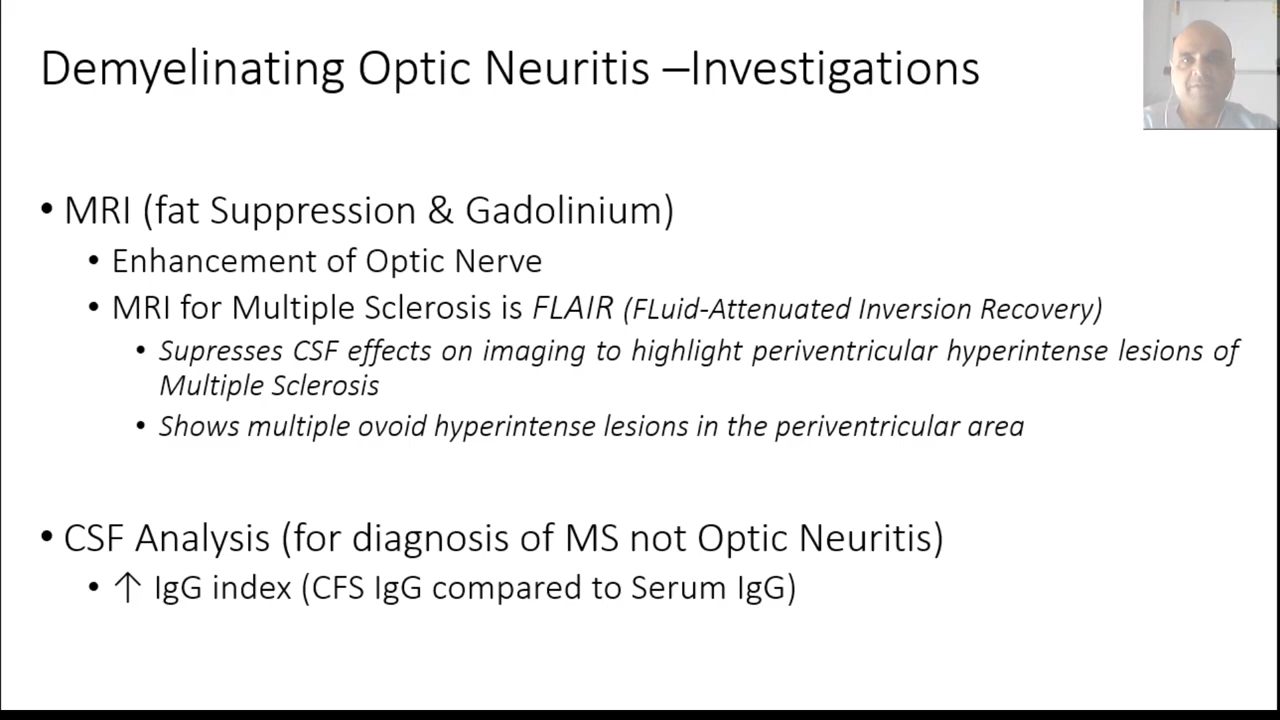 Demyelinating Optic Neuritis –Investigations
• MRI (fat Suppression & Gadolinium)
• Enhancement of Optic Nerve
• MRI for Multiple Sclerosis is FLAIR (FLuid-Attenuated Inversion Recovery)
• Supresses CSF effects on imaging to highlight periventricular hyperintense lesions of
Multiple Sclerosis
• Shows multiple ovoid hyperintense lesions in the periventricular area
• CSF Analysis (for diagnosis of MS not Optic Neuritis)
• ↑ IgG index (CFS IgG compared to Serum IgG)